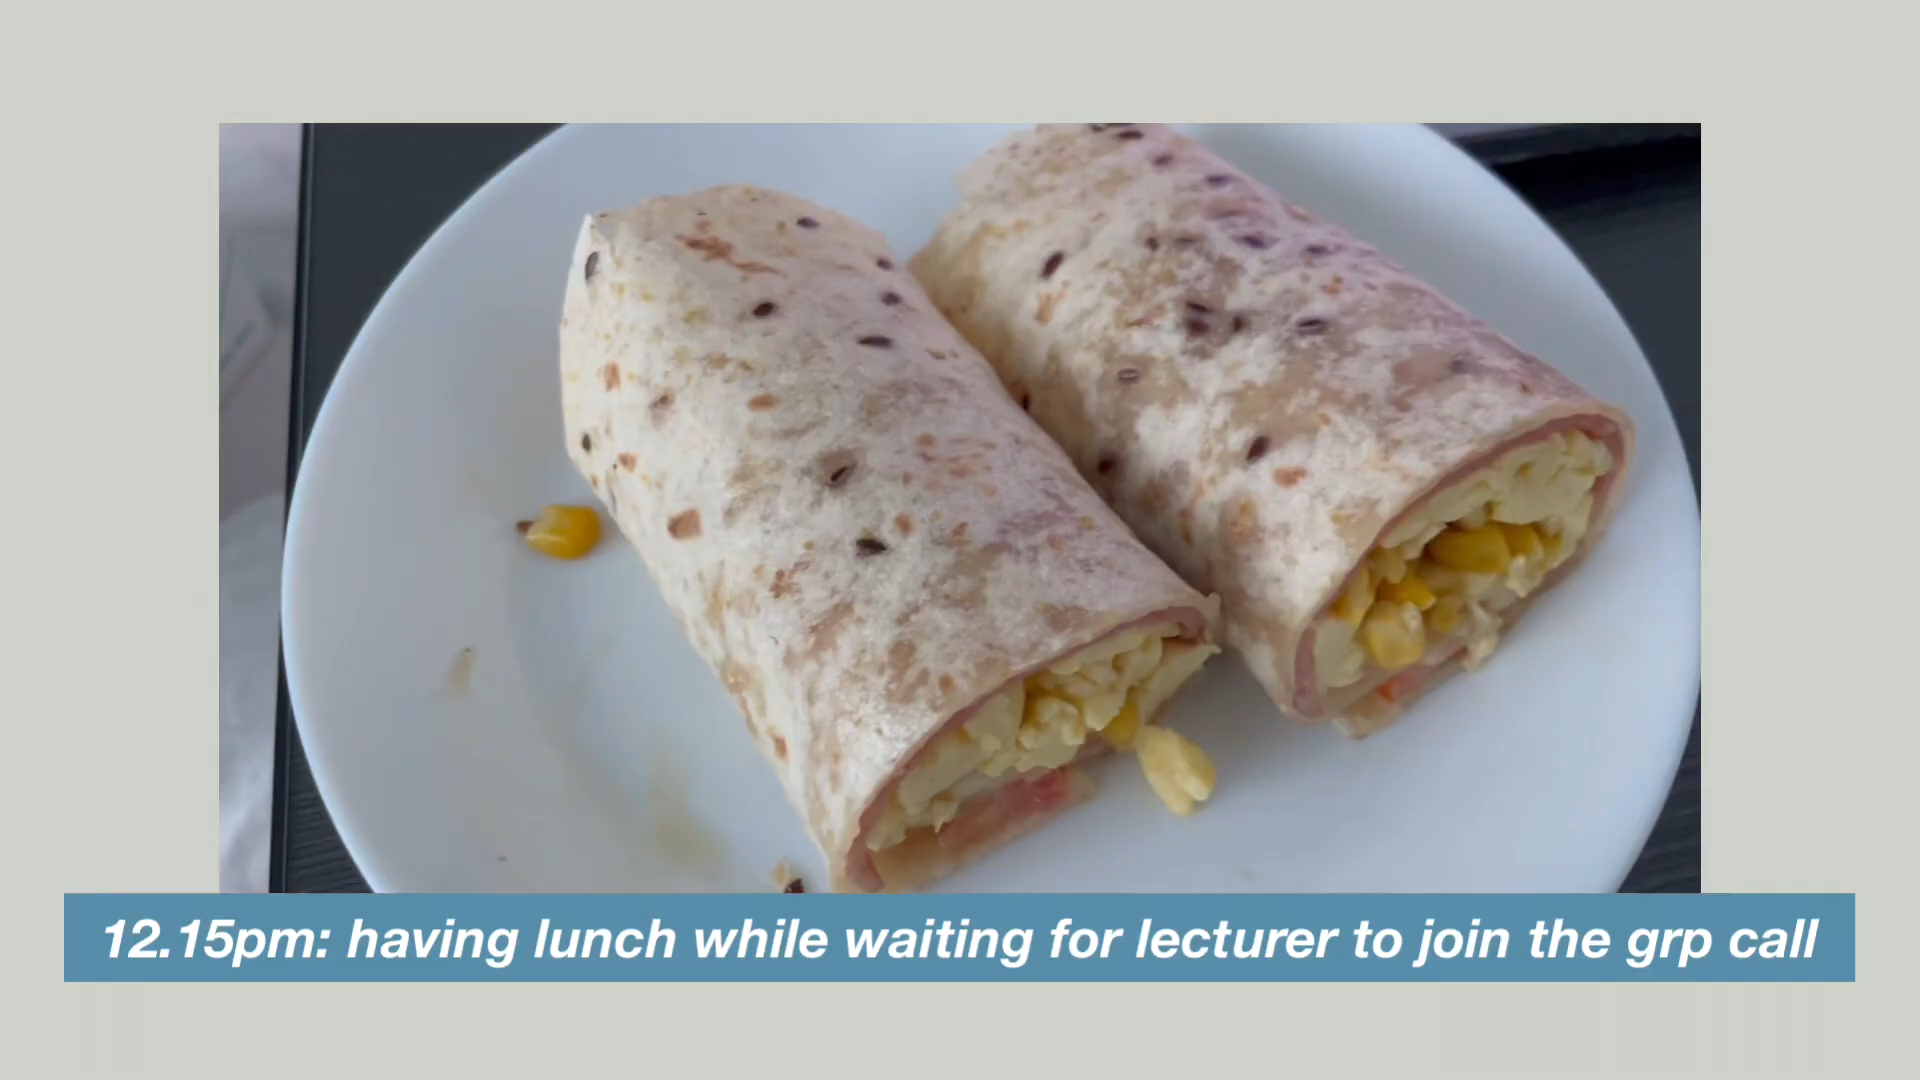 12.15pm: having lunch while waiting for lecturer to join the grp call